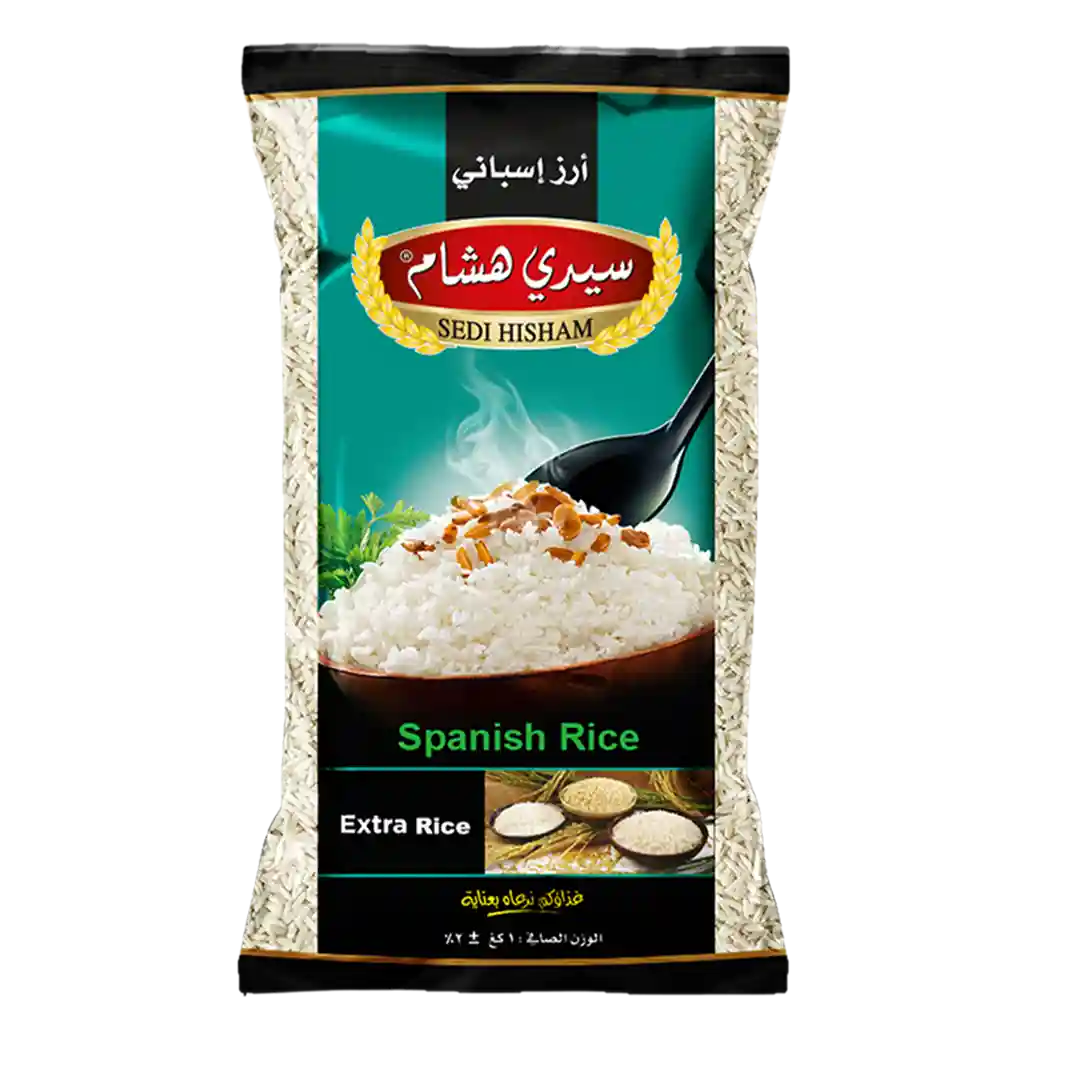 أرز إسباني
سيدي هشام®
SEDI HISHAM
Spanish Rice
Extra Rice
غذاؤكم نرعاه بعناية
الوزن الصافي : ١ كغ ± ٢٪